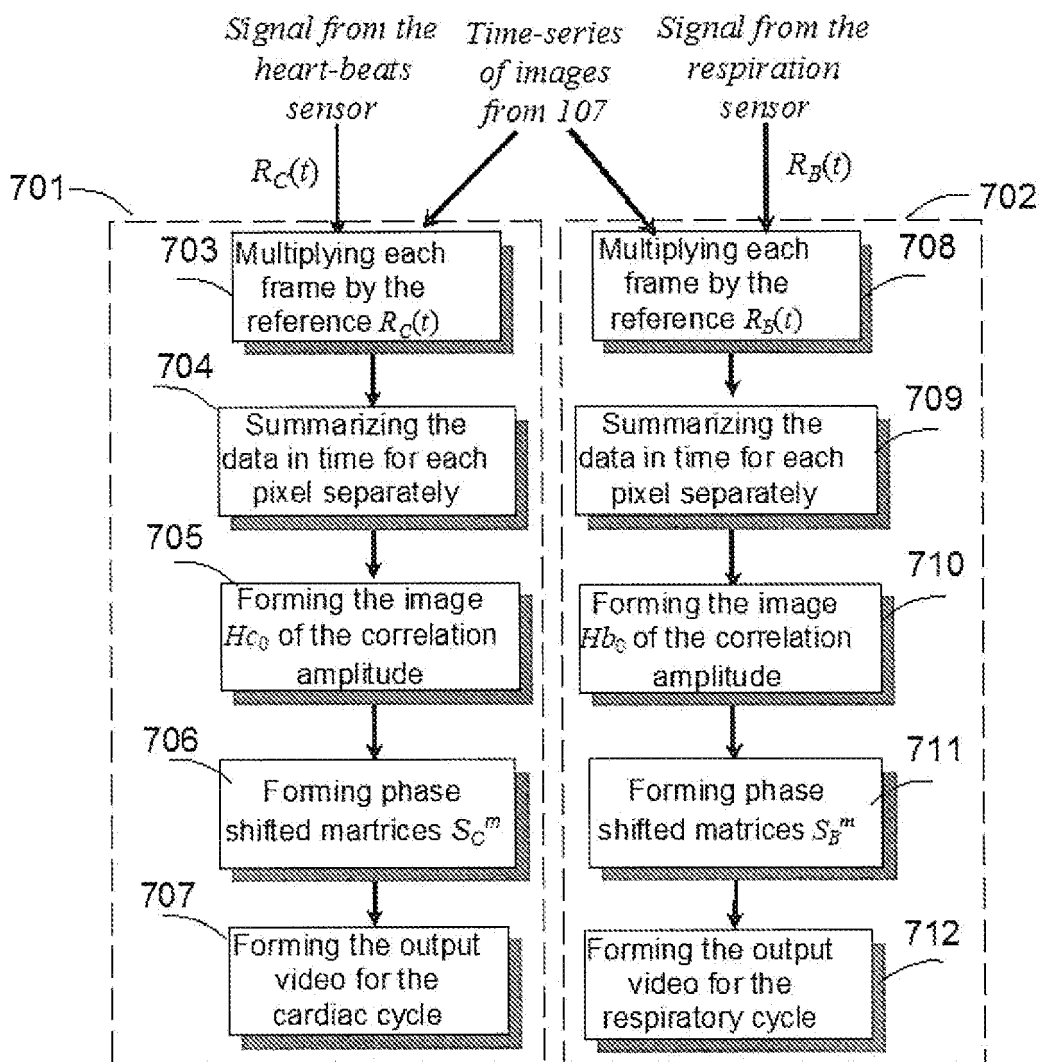 Signal from the
heart-beats
sensor
Time-series
of images
from 107
Signal from the
respiration
sensor
R_C(t)
R_B(t)
701
702
703
Multiplying each
frame by the
reference R_C(t)
704
Summarizing the
data in time for each
pixel separately
705
Forming the image
Hc_0 of the correlation
amplitude
706
Forming phase
shifted martrices S_C^m
707
Forming the output
video for the
cardiac cycle
708
Multiplying each
frame by the
reference R_B(t)
709
Summarizing the
data in time for each
pixel separately
710
Forming the image
Hb_0 of the correlation
amplitude
711
Forming phase
shifted matrices S_B^m
712
Forming the output
video for the
respiratory cycle